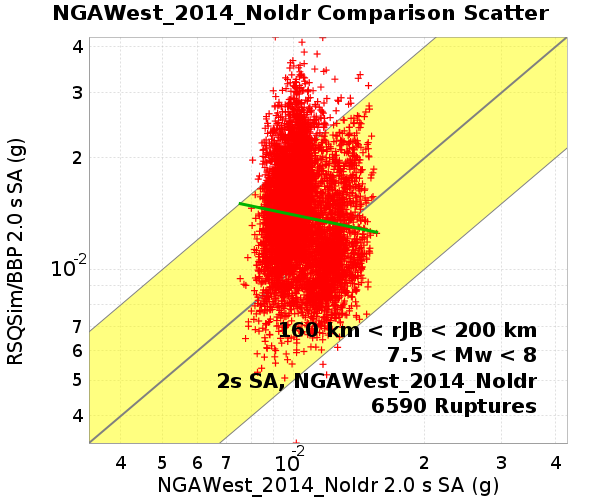 NGAWest_2014_NoIdr Comparison Scatter
RSQSim/BBP 2.0 s SA (g)
4
3
2
10-2
7
6
5
4
160 km < rJB < 200 km
7.5 < Mw < 8
2s SA, NGAWest_2014_NoIdr
6590 Ruptures
4 5 6 7 10-2 2 3 4
NGAWest_2014_NoIdr 2.0 s SA (g)